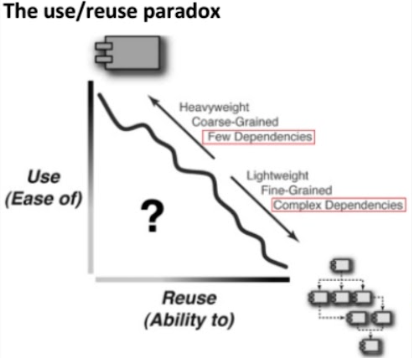 The use/reuse paradox
Heavyweight
Coarse-Grained
Few Dependencies
Lightweight
Fine-Grained
Complex Dependencies
Use
(Ease of)
?
Reuse
(Ability to)